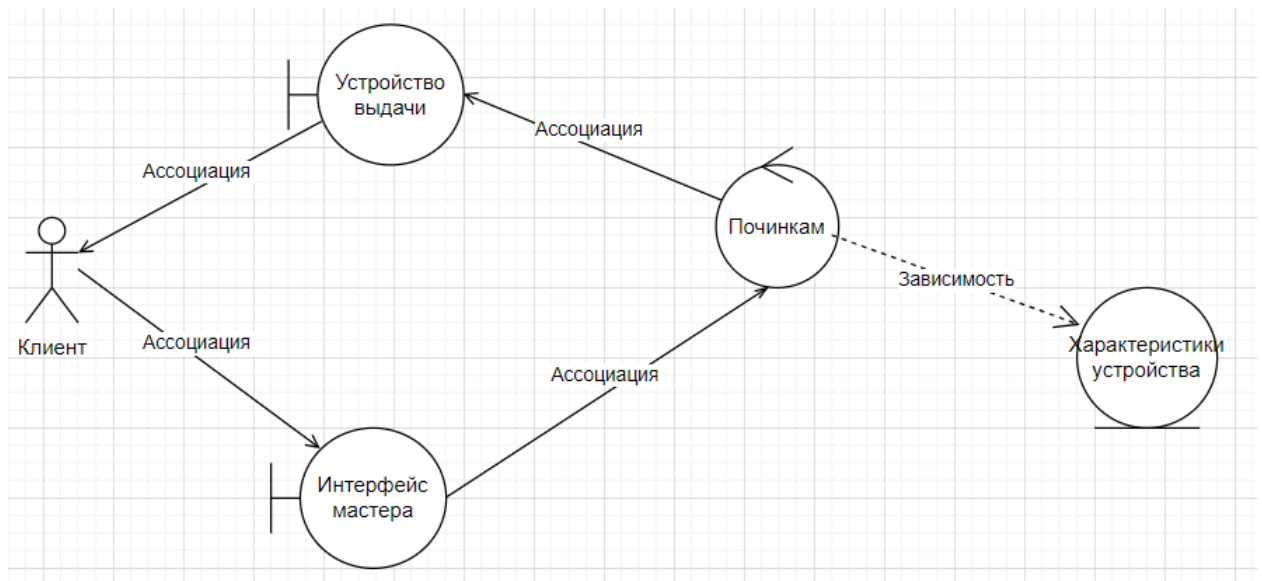 Устройство
выдачи
Ассоциация
Ассоциация
Починкам
Зависимость
Клиент
Ассоциация
Характеристики
устройства
Ассоциация
Интерфейс
мастера